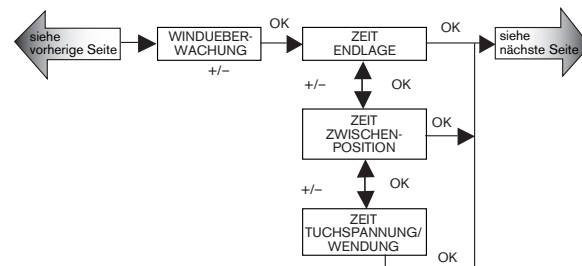 siehe
vorherige Seite
WINDUEBER-
WACHUNG
+/–
OK
ZEIT
ENDLAGE
OK
siehe
nächste Seite
+/–
OK
ZEIT
ZWISCHEN-
POSITION
OK
+/–
OK
ZEIT
TUCHSPANNUNG/
WENDUNG
OK